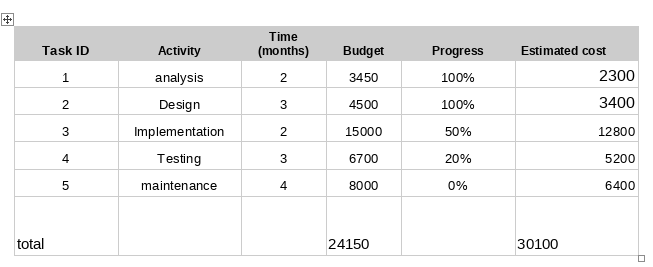 Task ID Activity Time (months) Budget Progress Estimated cost
1 analysis 2 3450 100% 2300
2 Design 3 4500 100% 3400
3 Implementation 2 15000 50% 12800
4 Testing 3 6700 20% 5200
5 maintenance 4 8000 0% 6400
total 24150 30100